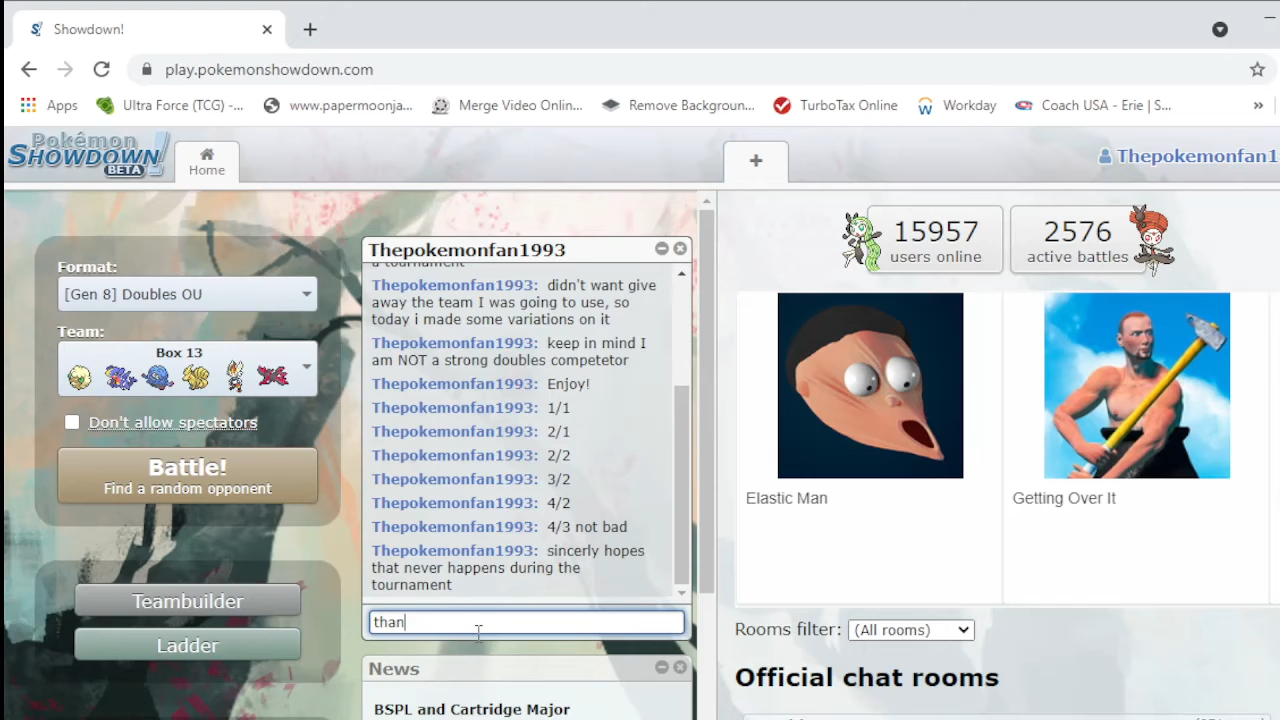 Showdown!
play.pokemonshowdown.com
Apps
Ultra Force (TCG) -...
www.papermoonja...
Merge Video Onlin...
Remove Backgroun...
TurboTax Online
Workday
Coach USA - Erie | S...
»
Pokémon
SHOWDOWN!
BETA
Home
Thepokemonfan1
Format:
[Gen 8] Doubles OU
Team:
Box 13
Don't allow spectators
Battle!
Find a random opponent
Teambuilder
Ladder
Thepokemonfan1993
a tournament
Thepokemonfan1993: didn't want give
away the team I was going to use, so
today i made some variations on it
Thepokemonfan1993: keep in mind I
am NOT a strong doubles competetor
Thepokemonfan1993: Enjoy!
Thepokemonfan1993: 1/1
Thepokemonfan1993: 2/1
Thepokemonfan1993: 2/2
Thepokemonfan1993: 3/2
Thepokemonfan1993: 4/2
Thepokemonfan1993: 4/3 not bad
Thepokemonfan1993: sincerly hopes
that never happens during the
tournament
than
News
BSPL and Cartridge Major
15957
users online
2576
active battles
Elastic Man
Getting Over It
Rooms filter: (All rooms)
Official chat rooms